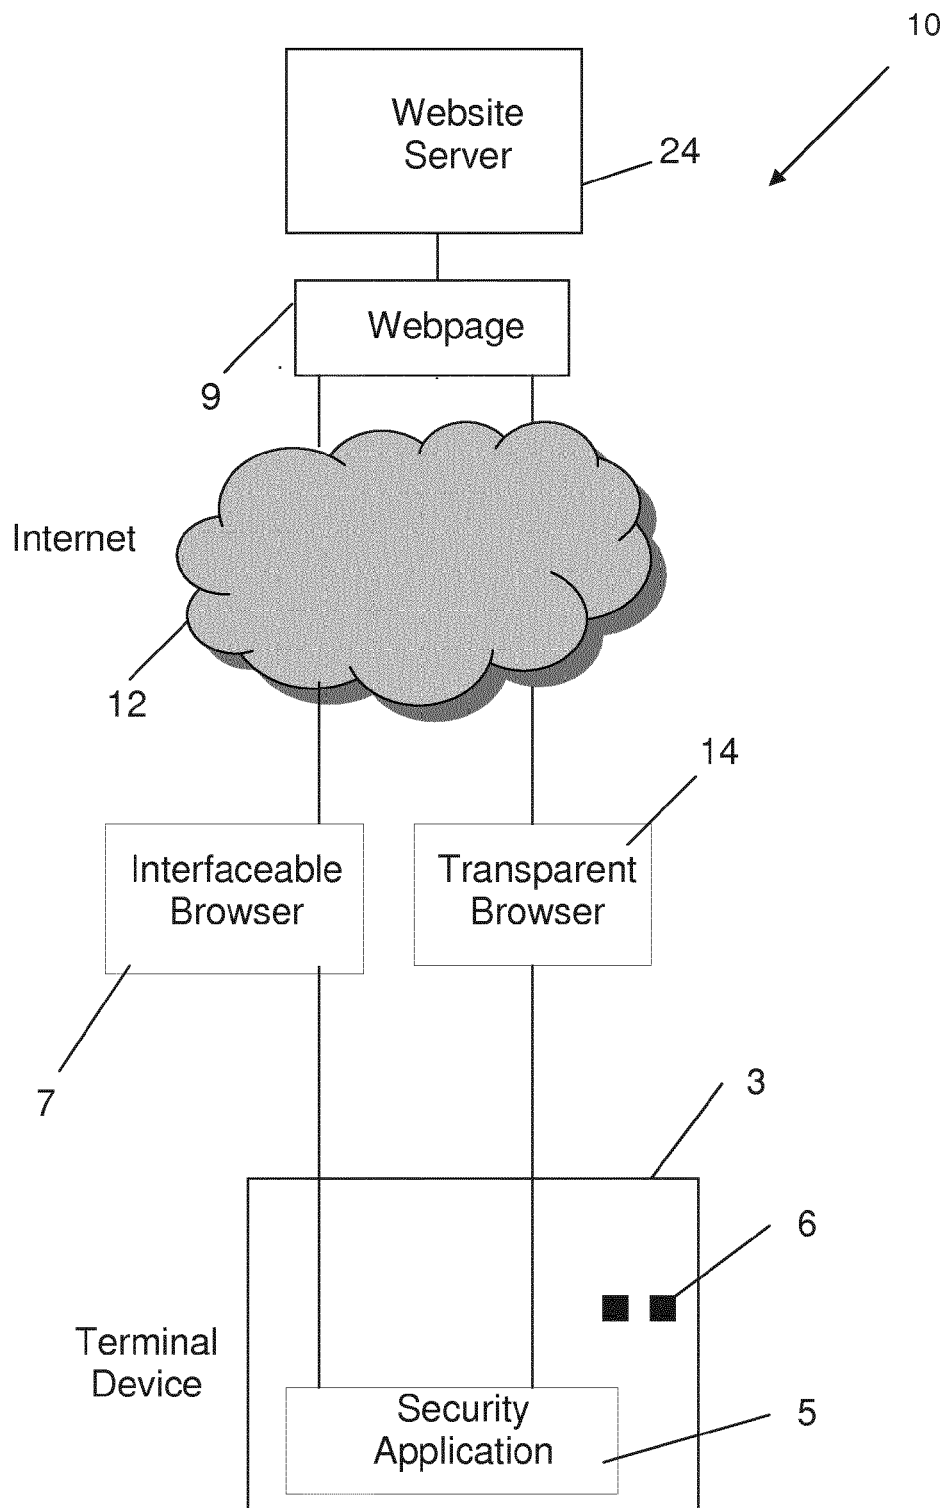 10
Website
Server
24
Webpage
9
Internet
12
14
Interfaceable
Browser
Transparent
Browser
7
3
6
Terminal
Device
Security
Application
5